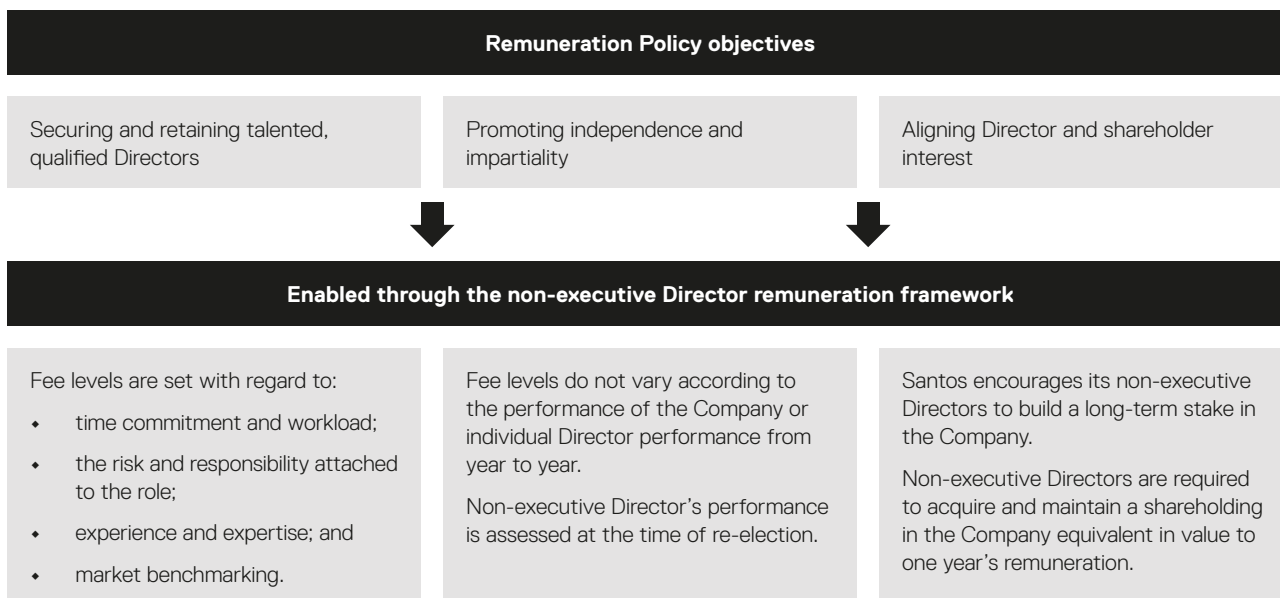 Remuneration Policy objectives
Securing and retaining talented,
qualified Directors
Promoting independence and
impartiality
Aligning Director and shareholder
interest
Enabled through the non-executive Director remuneration framework
Fee levels are set with regard to:
• time commitment and workload;
• the risk and responsibility attached
to the role;
• experience and expertise; and
• market benchmarking.
Fee levels do not vary according to
the performance of the Company or
individual Director performance from
year to year.
Non-executive Director’s performance
is assessed at the time of re-election.
Santos encourages its non-executive
Directors to build a long-term stake in
the Company.
Non-executive Directors are required
to acquire and maintain a shareholding
in the Company equivalent in value to
one year’s remuneration.